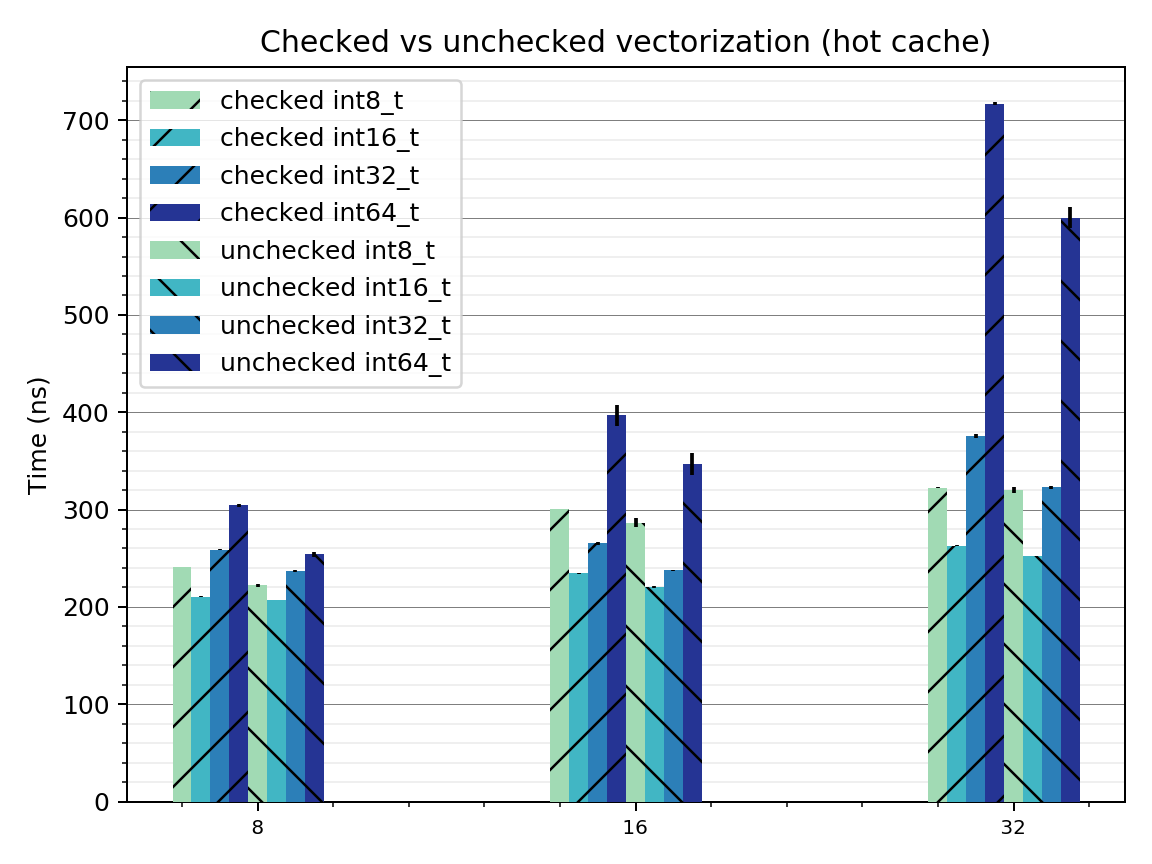 Checked vs unchecked vectorization (hot cache)
checked int8_t
checked int16_t
checked int32_t
checked int64_t
unchecked int8_t
unchecked int16_t
unchecked int32_t
unchecked int64_t
Time (ns)
700
600
500
400
300
200
100
0
8
16
32